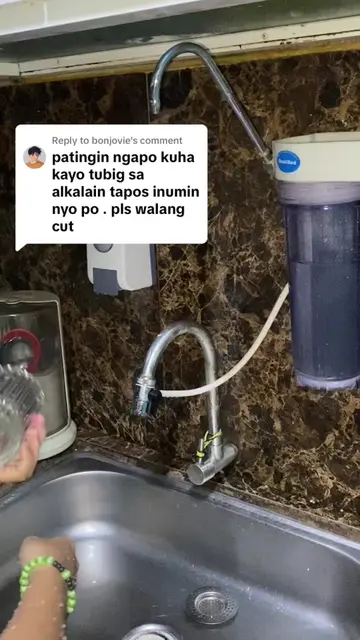 Reply to bonjovie's comment
patingin ngapo kuha
kayo tubig sa
alkalain tapos inumin
nyo po . pls walang
cut